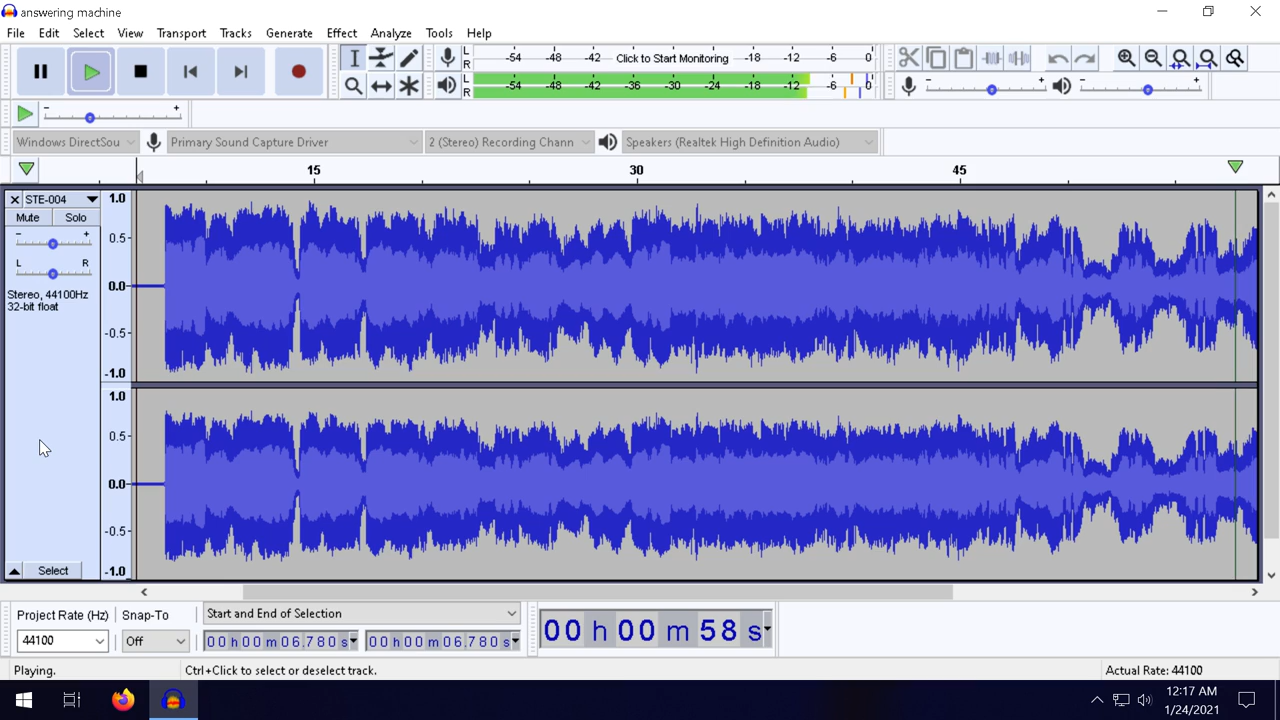 answering machine
File Edit Select View Transport Tracks Generate Effect Analyze Tools Help
L R -54 -48 -42 Click to Start Monitoring -18 -12 -6 0
L R -54 -48 -42 -36 -30 -24 -18 -12 -6 0
- + - +
- +
Windows DirectSou Primary Sound Capture Driver 2 (Stereo) Recording Chann Speakers (Realtek High Definition Audio)
15 30 45
STE-004
Mute Solo
- +
L R
Stereo, 44100Hz
32-bit float
1.0
0.5-
0.0-
-0.5-
-1.0
1.0
0.5-
0.0-
-0.5-
-1.0
Select
Project Rate (Hz) Snap-To Start and End of Selection
44100 Off 00 h 00 m 06.780 s 00 h 00 m 06.780 s
00 h 00 m 58 s
Playing. Ctrl+Click to select or deselect track. Actual Rate: 44100
12:17 AM
1/24/2021